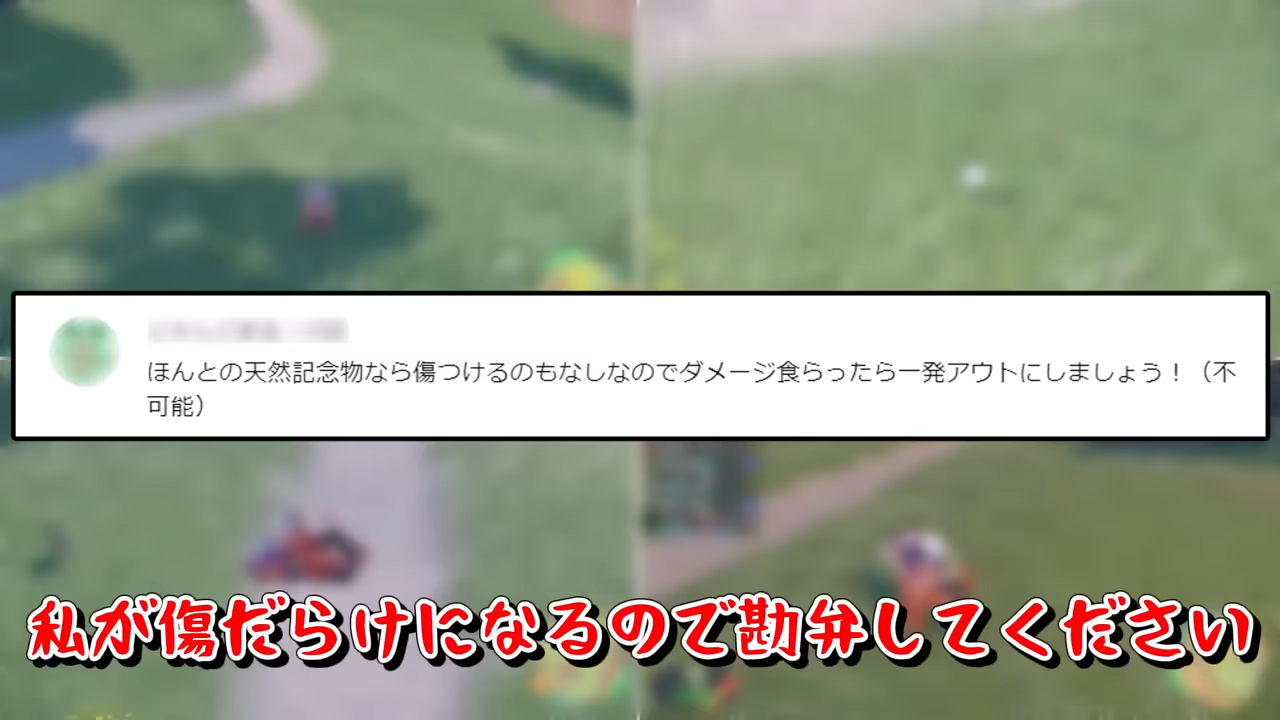 ほんとの天然記念物なら傷つけるのもなしなのでダメージ食らったら一発アウトにしましょう！（不
可能）
私が傷だらけになるので勘弁してください